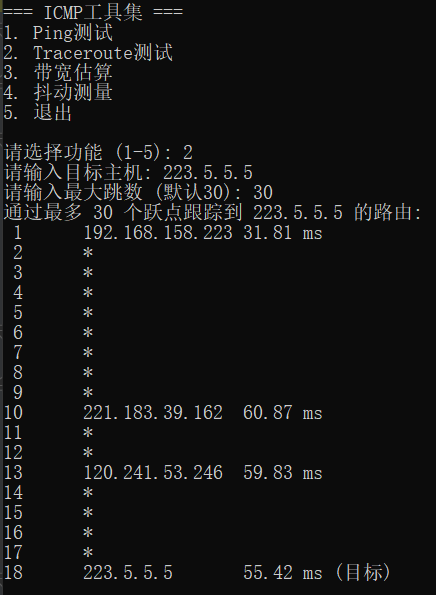 === ICMP工具集 ===
1. Ping测试
2. Traceroute测试
3. 带宽估算
4. 抖动测量
5. 退出
请选择功能 (1-5): 2
请输入目标主机: 223.5.5.5
请输入最大跳数 (默认30): 30
通过最多 30 个跃点跟踪到 223.5.5.5 的路由:
1 192.168.158.223 31.81 ms
2 *
3 *
4 *
5 *
6 *
7 *
8 *
9 *
10 221.183.39.162 60.87 ms
11 *
12 *
13 120.241.53.246 59.83 ms
14 *
15 *
16 *
17 *
18 223.5.5.5 55.42 ms (目标)